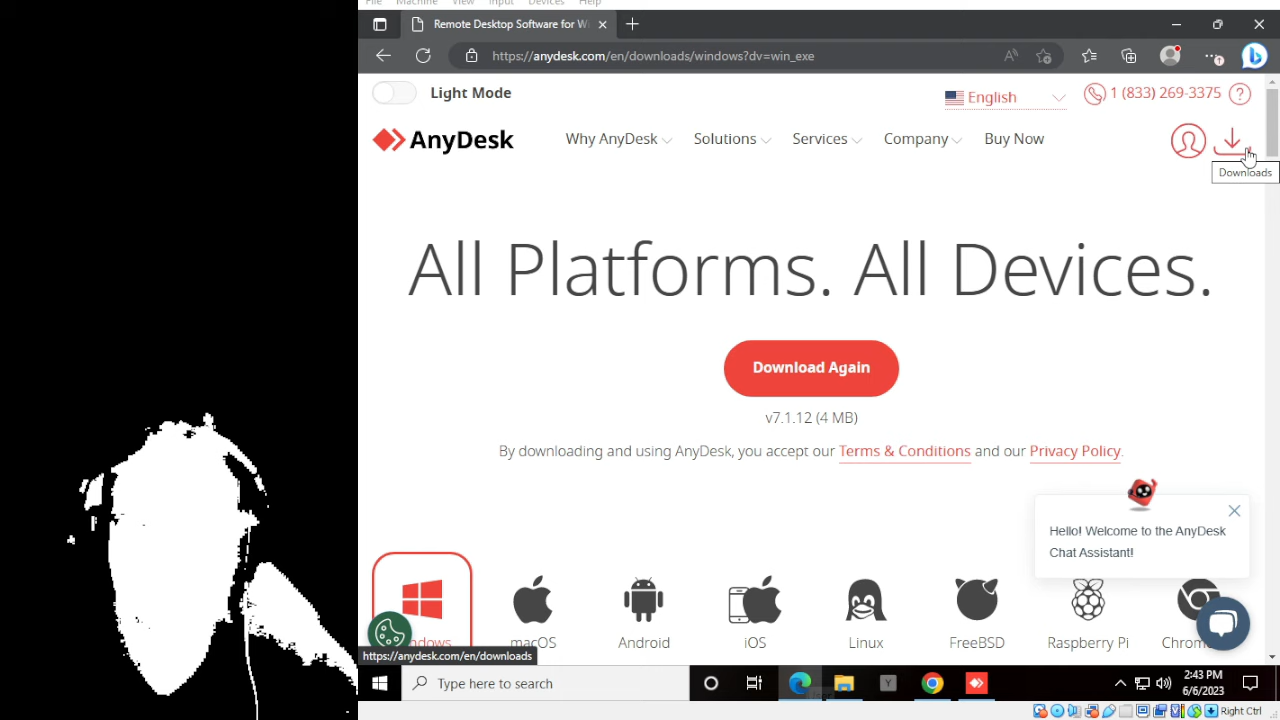 File Machine View Input Devices Help
Remote Desktop Software for Wi
https://anydesk.com/en/downloads/windows?dv=win_exe
Light Mode
English
1 (833) 269-3375
AnyDesk
Why AnyDesk
Solutions
Services
Company
Buy Now
Downloads
All Platforms. All Devices.
Download Again
v7.1.12 (4 MB)
By downloading and using AnyDesk, you accept our Terms & Conditions and our Privacy Policy.
Hello! Welcome to the AnyDesk
Chat Assistant!
ndows
macOS
Android
iOS
Linux
FreeBSD
Raspberry Pi
Chrom
https://anydesk.com/en/downloads
Type here to search
2:43 PM
6/6/2023
Right Ctrl